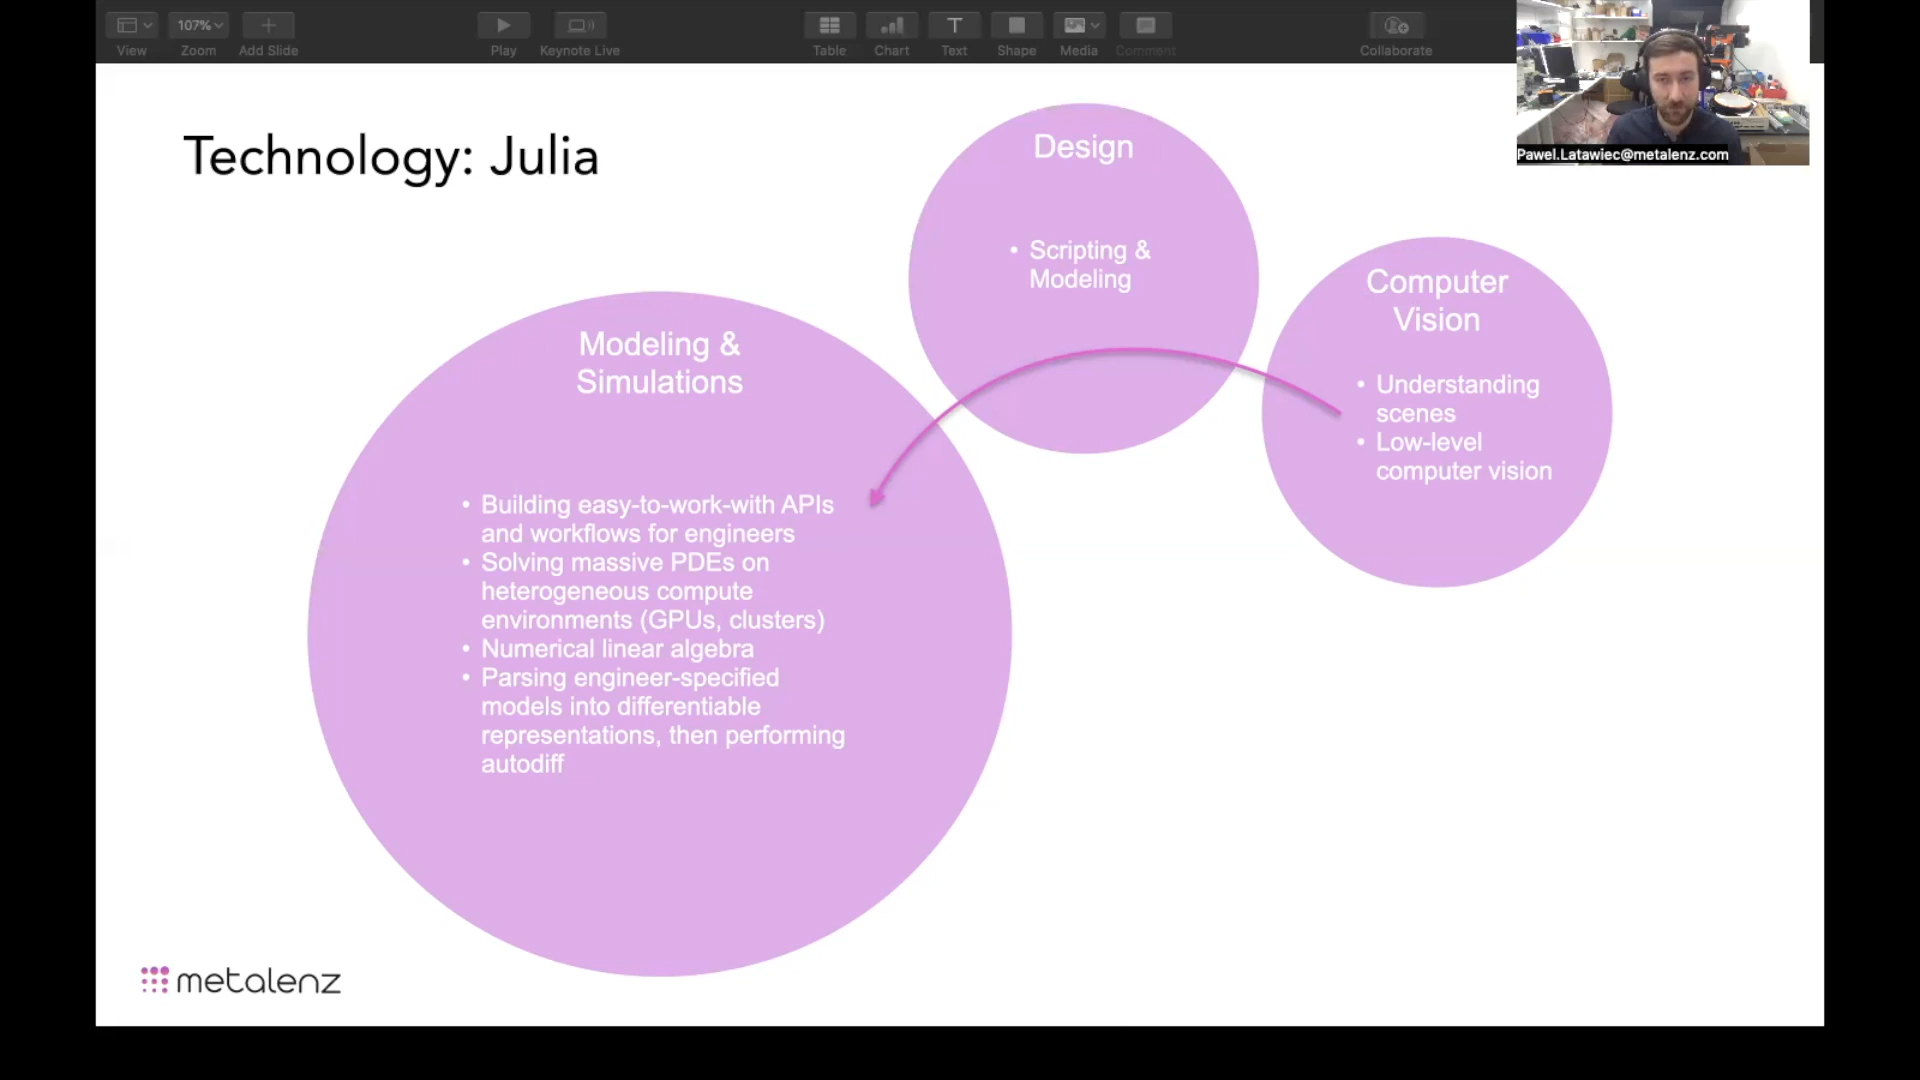 View
107%
Zoom
Add Slide
Play
Keynote Live
Table
Chart
Text
Shape
Media
Comment
Collaborate
Pawel.Latawiec@metalenz.com
Technology: Julia
Design
• Scripting &
Modeling
Computer
Vision
• Understanding
scenes
• Low-level
computer vision
Modeling &
Simulations
• Building easy-to-work-with APIs
and workflows for engineers
• Solving massive PDEs on
heterogeneous compute
environments (GPUs, clusters)
• Numerical linear algebra
• Parsing engineer-specified
models into differentiable
representations, then performing
autodiff
metalenz